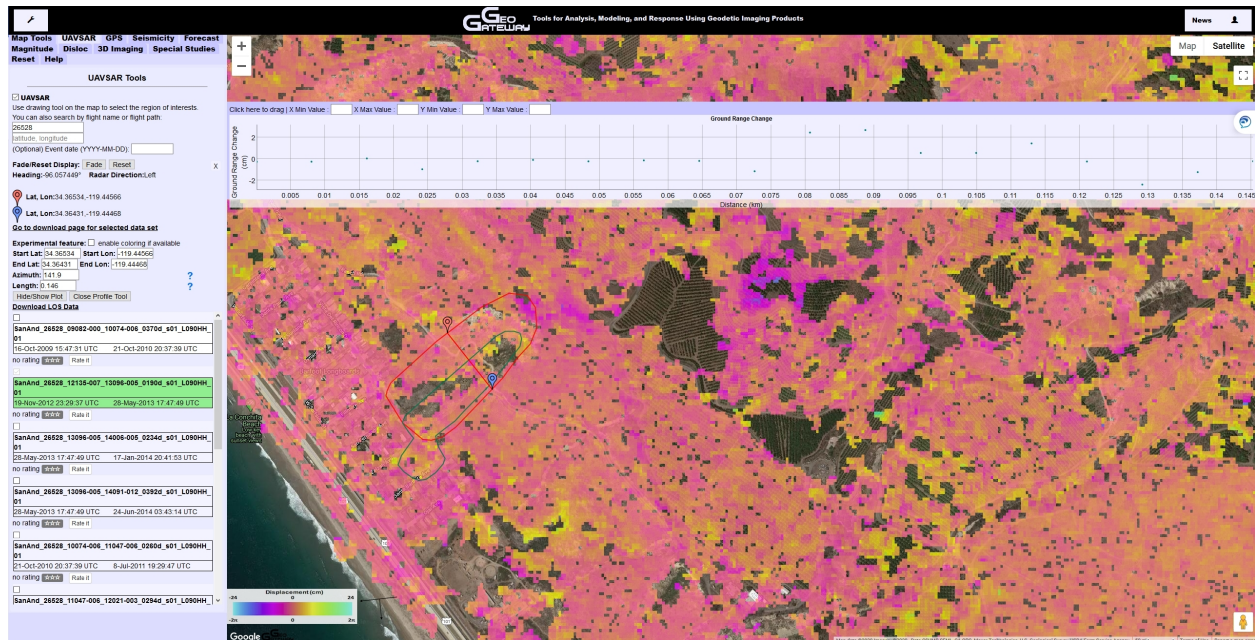 GEO
GATEWAY
Tools for Analysis, Modeling, and Response Using Geodetic Imaging Products
News
Map Tools UAVSAR GPS Seismicity Forecast
Magnitude Disloc 3D Imaging Special Studies
Reset Help
UAVSAR Tools
UAVSAR
Use drawing tool on the map to select the region of interests.
You can also search by flight name or flight path:
26528
latitude, longitude
(Optional) Event date (YYYY-MM-DD):
Fade/Reset Display: Fade Reset X
Heading:-96.057449° Radar Direction:Left
Lat, Lon:34.36534,-119.44566
Lat, Lon:34.36431,-119.44468
Go to download page for selected data set
Experimental feature: enable coloring if available
Start Lat: 34.36534 Start Lon: -119.44566
End Lat: 34.36431 End Lon: -119.44468
Azimuth: 141.9 ?
Length: 0.146 ?
Hide/Show Plot Close Profile Tool
Download LOS Data
SanAnd_26528_09082-000_10074-006_0370d_s01_L090HH_
01
16-Oct-2009 15:47:31 UTC 21-Oct-2010 20:37:39 UTC
no rating ☆☆☆ Rate it
SanAnd_26528_12135-007_13096-005_0190d_s01_L090HH_
01
19-Nov-2012 23:29:37 UTC 28-May-2013 17:47:49 UTC
no rating ☆☆☆ Rate it
SanAnd_26528_13096-005_14006-005_0234d_s01_L090HH_
01
28-May-2013 17:47:49 UTC 17-Jan-2014 20:41:53 UTC
no rating ☆☆☆ Rate it
SanAnd_26528_13096-005_14091-012_0392d_s01_L090HH_
01
28-May-2013 17:47:49 UTC 24-Jun-2014 03:43:14 UTC
no rating ☆☆☆ Rate it
SanAnd_26528_10074-006_11047-006_0260d_s01_L090HH_
01
21-Oct-2010 20:37:39 UTC 8-Jul-2011 19:29:47 UTC
no rating ☆☆☆ Rate it
SanAnd_26528_11047-006_12021-003_0294d_s01_L090HH_
+
−
Map Satellite
Click here to drag | X Min Value : X Max Value : Y Min Value : Y Max Value :
Ground Range Change
Ground Range Change
(cm)
2
0
-2
0.005 0.01 0.015 0.02 0.025 0.03 0.035 0.04 0.045 0.05 0.055 0.06 0.065 0.07 0.075 0.08 0.085 0.09 0.095 0.1 0.105 0.11 0.115 0.12 0.125 0.13 0.135 0.14 0.145
Distance (km)
La Conchita
Beach
101
Displacement (cm)
-24 0 24
-2π 0 2π
Google